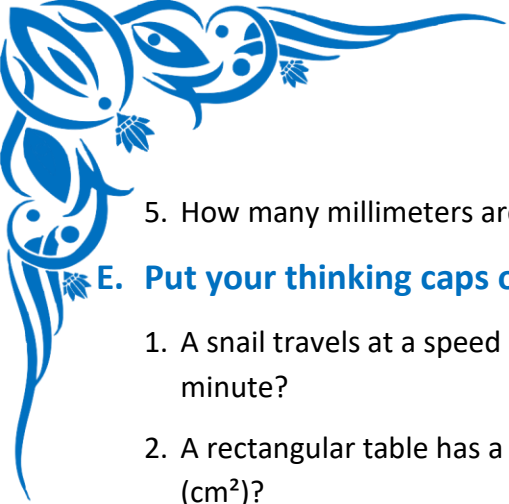 5. How many millimeters are
E. Put your thinking caps o
1. A snail travels at a speed
minute?
2. A rectangular table has a
(cm²)?